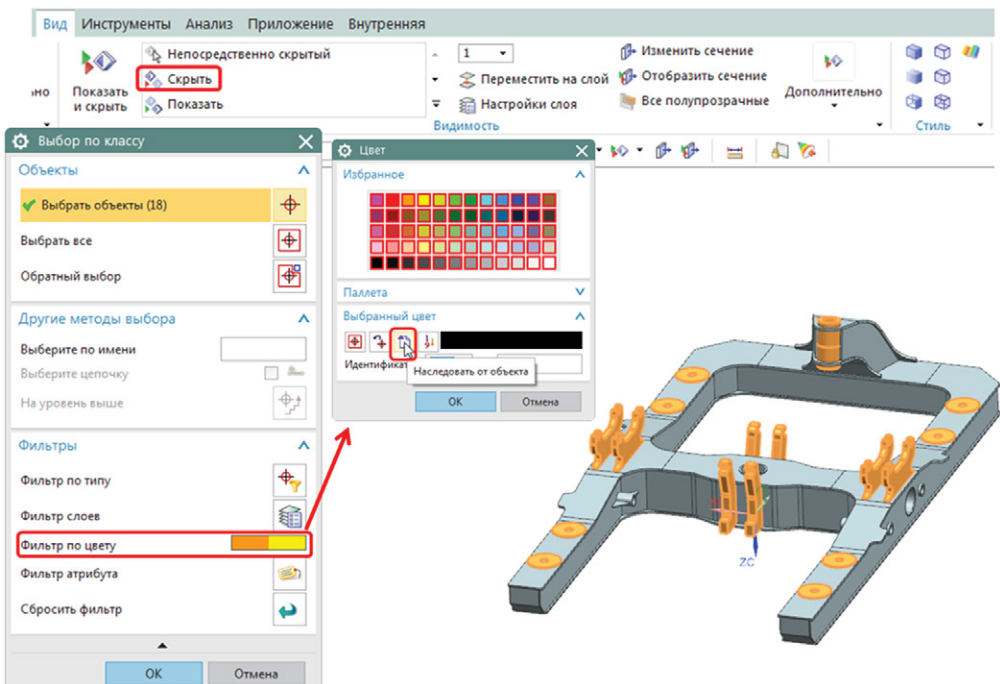 Вид Инструменты Анализ Приложение Внутренняя
Непосредственно скрытый
1
Изменить сечение
Скрыть
Переместить на слой
Отобразить сечение
но
Показать
и скрыть
Показать
Настройки слоя
Все полупрозрачные
Дополнительно
Видимость
Стиль
Выбор по классу
Объекты
Выбрать объекты (18)
Выбрать все
Обратный выбор
Другие методы выбора
Выберите по имени
Выберите цепочку
На уровень выше
Фильтры
Фильтр по типу
Фильтр слоев
Фильтр по цвету
Фильтр атрибута
Сбросить фильтр
ОК Отмена
Цвет
Избранное
Паллета
Выбранный цвет
Идентификат
Наследовать от объекта
ОК Отмена
ZC